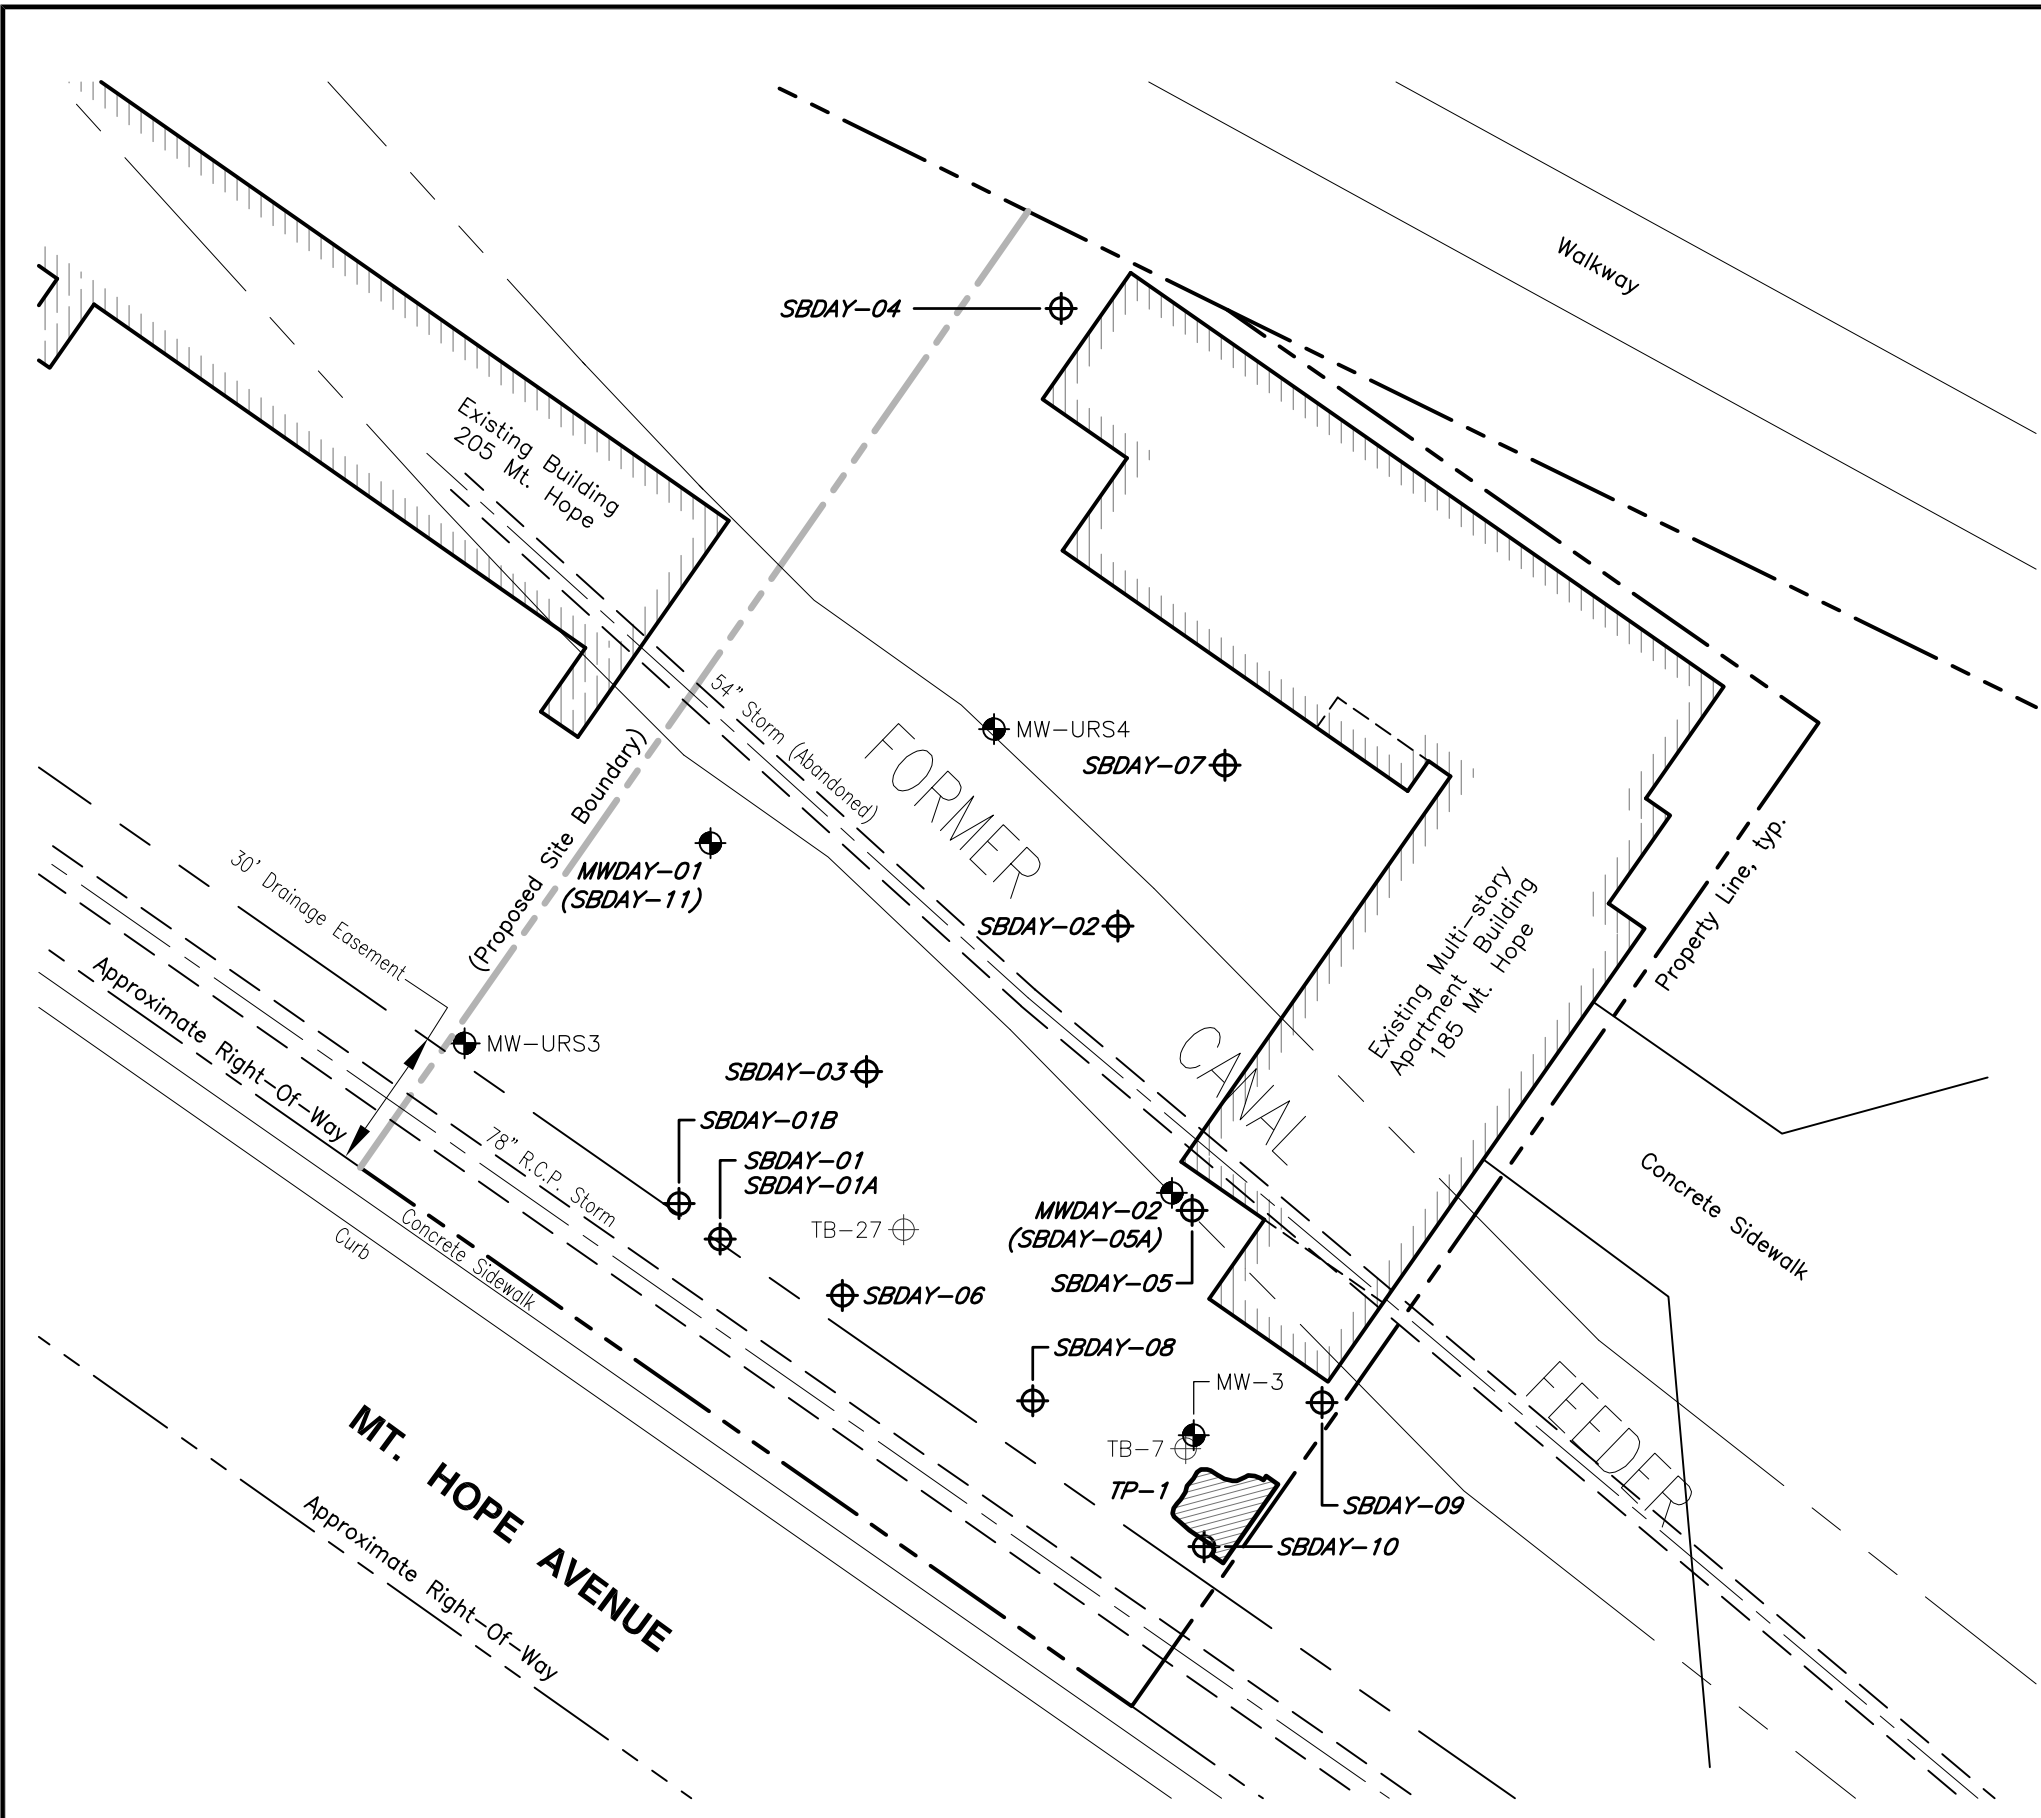 Walkway
SBDAY-04
Existing Building
205 Mt. Hope
54" Storm (Abandoned)
FORMER
MW-URS4
SBDAY-07
(Proposed Site Boundary)
MWDAY-01
(SBDAY-11)
30' Drainage Easement
SBDAY-02
Existing Multi-story
Apartment Building
185 Mt. Hope
Property Line, typ.
Approximate Right-Of-Way
MW-URS3
CANAL
SBDAY-03
SBDAY-01B
SBDAY-01
SBDAY-01A
78" R.C.P. Storm
TB-27
MWDAY-02
(SBDAY-05A)
SBDAY-05
Concrete Sidewalk
Concrete Sidewalk
Curb
SBDAY-06
SBDAY-08
MW-3
TB-7
TP-1
FEEDER
SBDAY-09
SBDAY-10
MT. HOPE AVENUE
Approximate Right-Of-Way